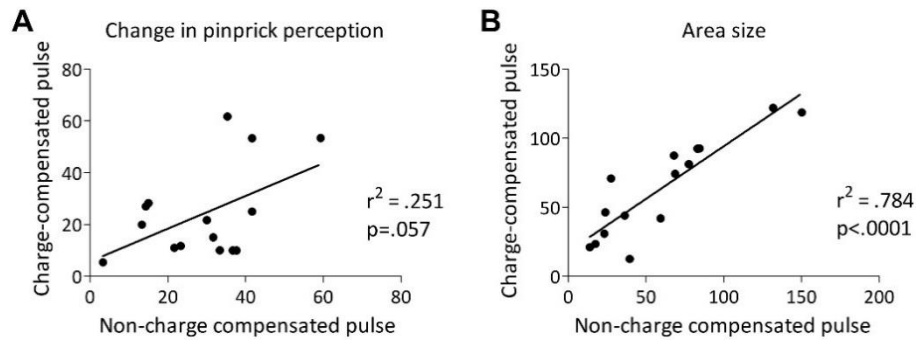 A
Change in pinprick perception
Charge-compensated pulse
80
60
40
20
0
0 20 40 60 80
Non-charge compensated pulse
r² = .251
p=.057
B
Area size
Charge-compensated pulse
150
100
50
0
0 50 100 150 200
Non-charge compensated pulse
r² = .784
p<.0001